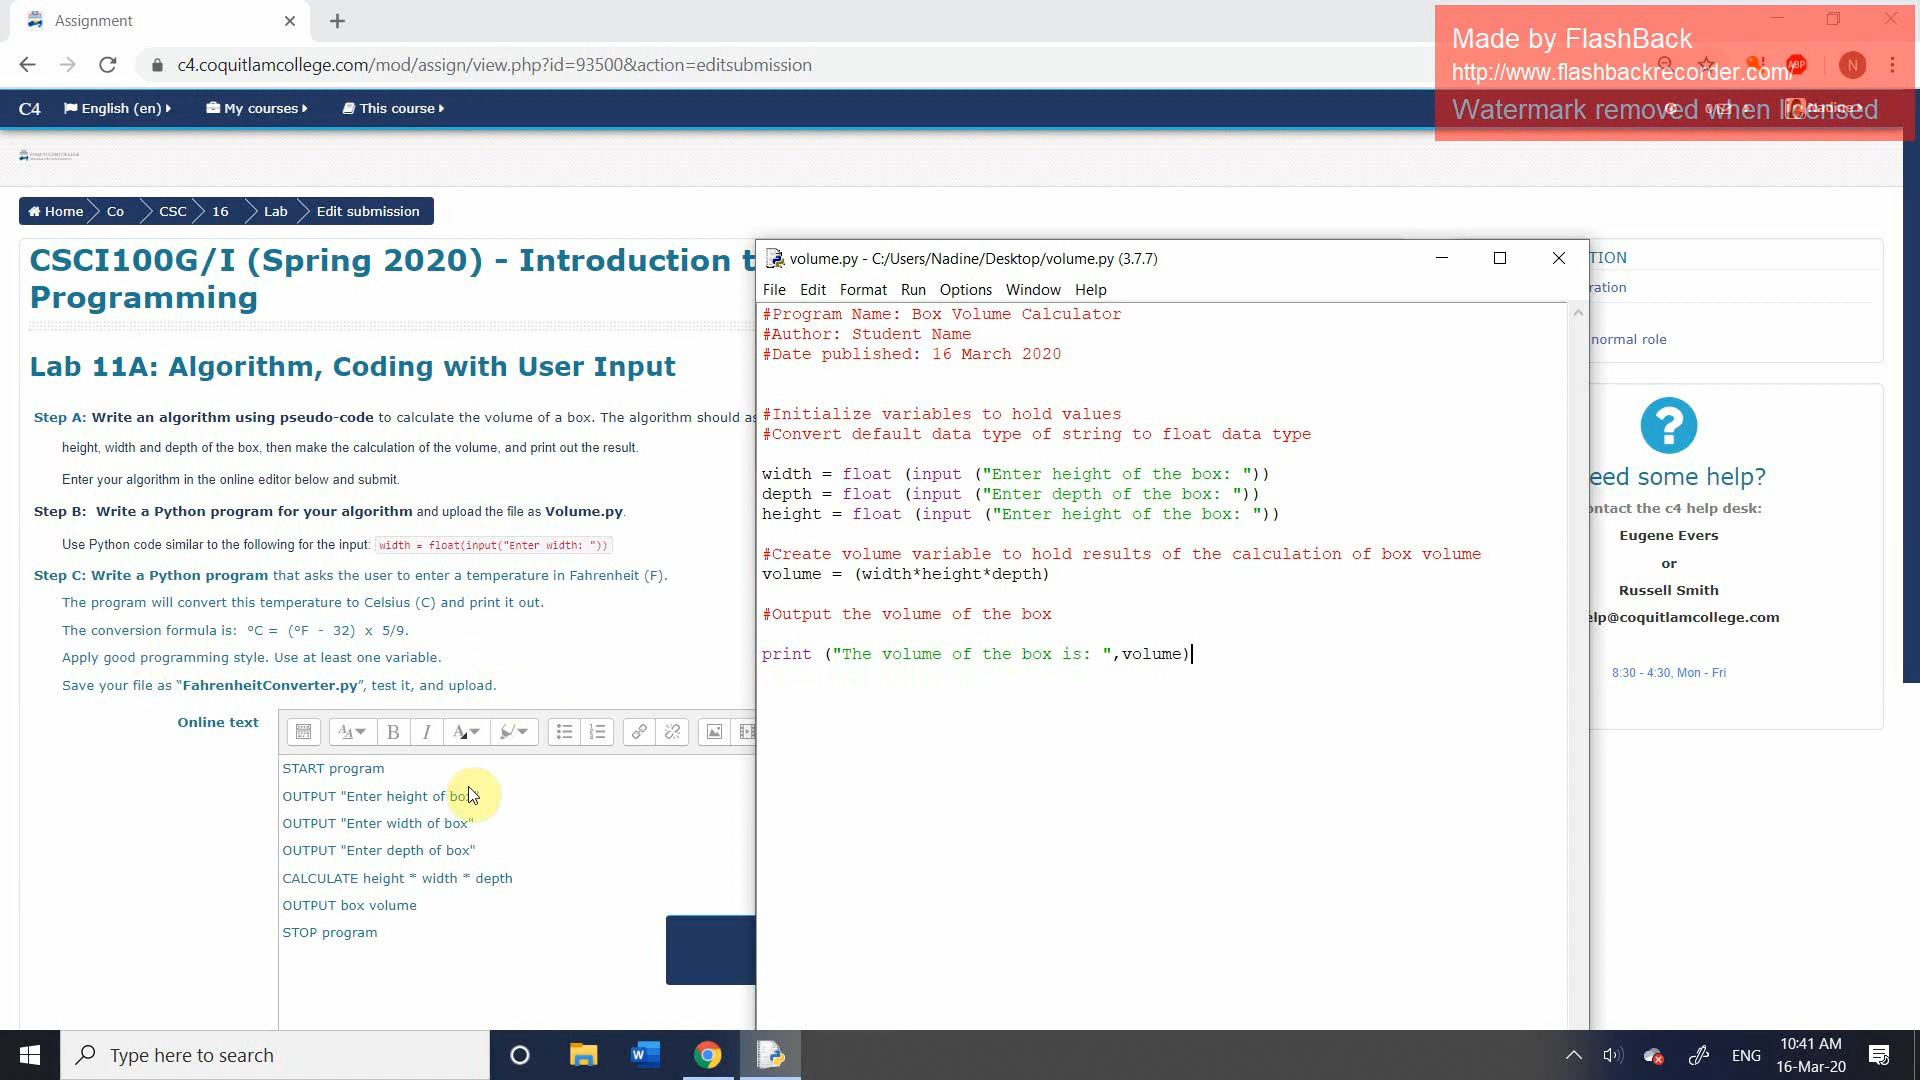 Assignment
c4.coquitlamcollege.com/mod/assign/view.php?id=93500&action=editsubmission
N
Made by FlashBack
http://www.flashbackrecorder.com/
Watermark removed when licensed
C4 English (en) My courses This course
COQUITLAM COLLEGE
Home Co CSC 16 Lab Edit submission
CSCI100G/I (Spring 2020) - Introduction t
Programming
Lab 11A: Algorithm, Coding with User Input
Step A: Write an algorithm using pseudo-code to calculate the volume of a box. The algorithm should as
height, width and depth of the box, then make the calculation of the volume, and print out the result.
Enter your algorithm in the online editor below and submit.
Step B: Write a Python program for your algorithm and upload the file as Volume.py.
Use Python code similar to the following for the input: width = float(input("Enter width: "))
Step C: Write a Python program that asks the user to enter a temperature in Fahrenheit (F).
The program will convert this temperature to Celsius (C) and print it out.
The conversion formula is: °C = (°F - 32) x 5/9.
Apply good programming style. Use at least one variable.
Save your file as "FahrenheitConverter.py", test it, and upload.
Online text
START program
OUTPUT "Enter height of box"
OUTPUT "Enter width of box"
OUTPUT "Enter depth of box"
CALCULATE height * width * depth
OUTPUT box volume
STOP program
volume.py - C:/Users/Nadine/Desktop/volume.py (3.7.7)
File Edit Format Run Options Window Help
#Program Name: Box Volume Calculator
#Author: Student Name
#Date published: 16 March 2020
#Initialize variables to hold values
#Convert default data type of string to float data type
width = float (input ("Enter height of the box: "))
depth = float (input ("Enter depth of the box: "))
height = float (input ("Enter height of the box: "))
#Create volume variable to hold results of the calculation of box volume
volume = (width*height*depth)
#Output the volume of the box
print ("The volume of the box is: ",volume)
TION
ration
normal role
eed some help?
ontact the c4 help desk:
Eugene Evers
or
Russell Smith
elp@coquitlamcollege.com
8:30 - 4:30, Mon - Fri
Type here to search
ENG
10:41 AM
16-Mar-20